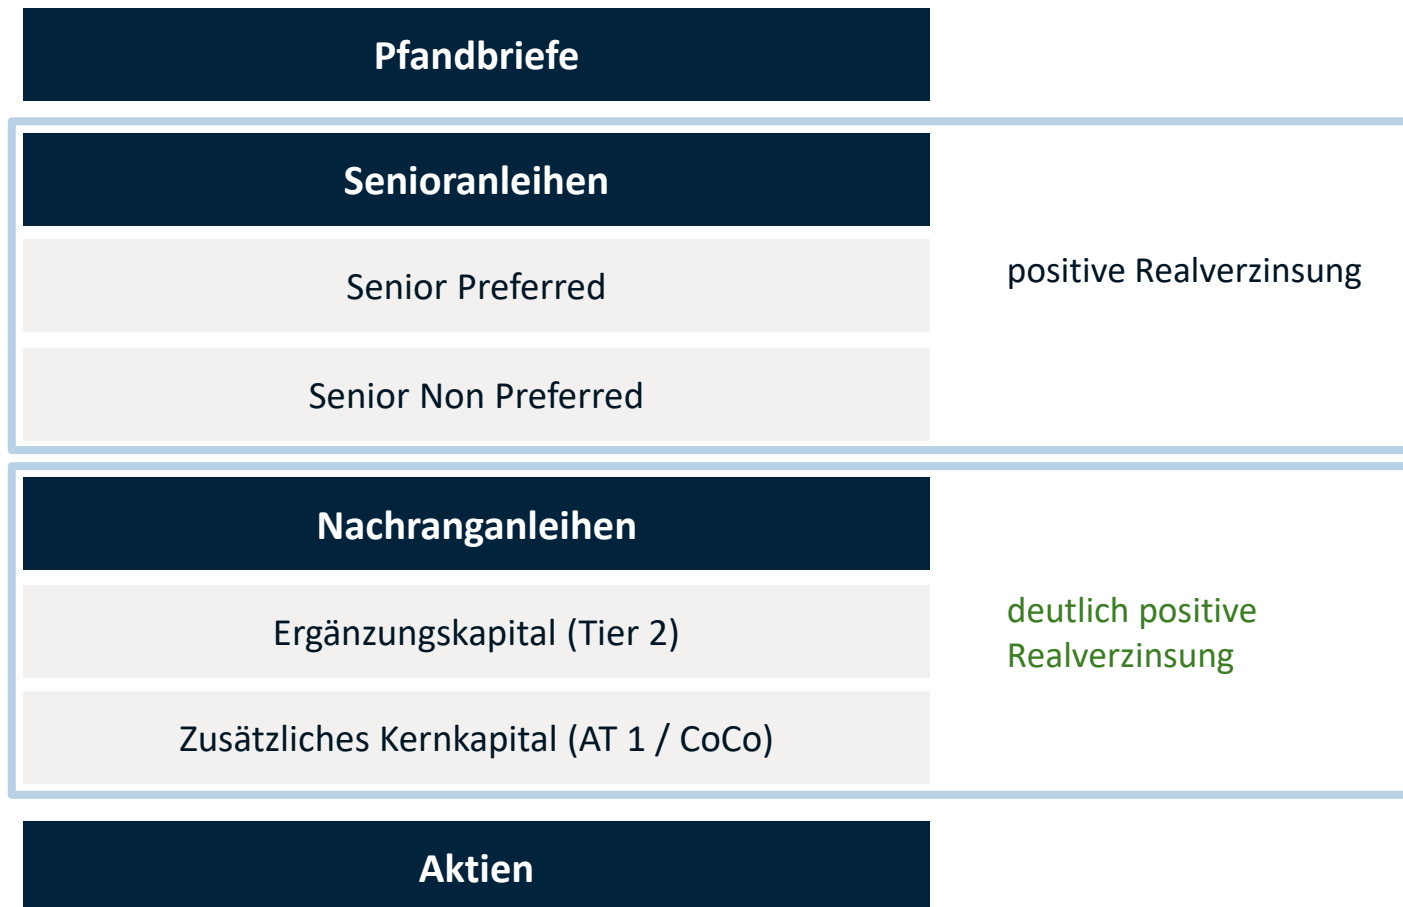 Pfandbriefe
Senioranleihen
Senior Preferred
positive Realverzinsung
Senior Non Preferred
Nachranganleihen
Ergänzungskapital (Tier 2)
deutlich positive
Realverzinsung
Zusätzliches Kernkapital (AT 1 / CoCo)
Aktien